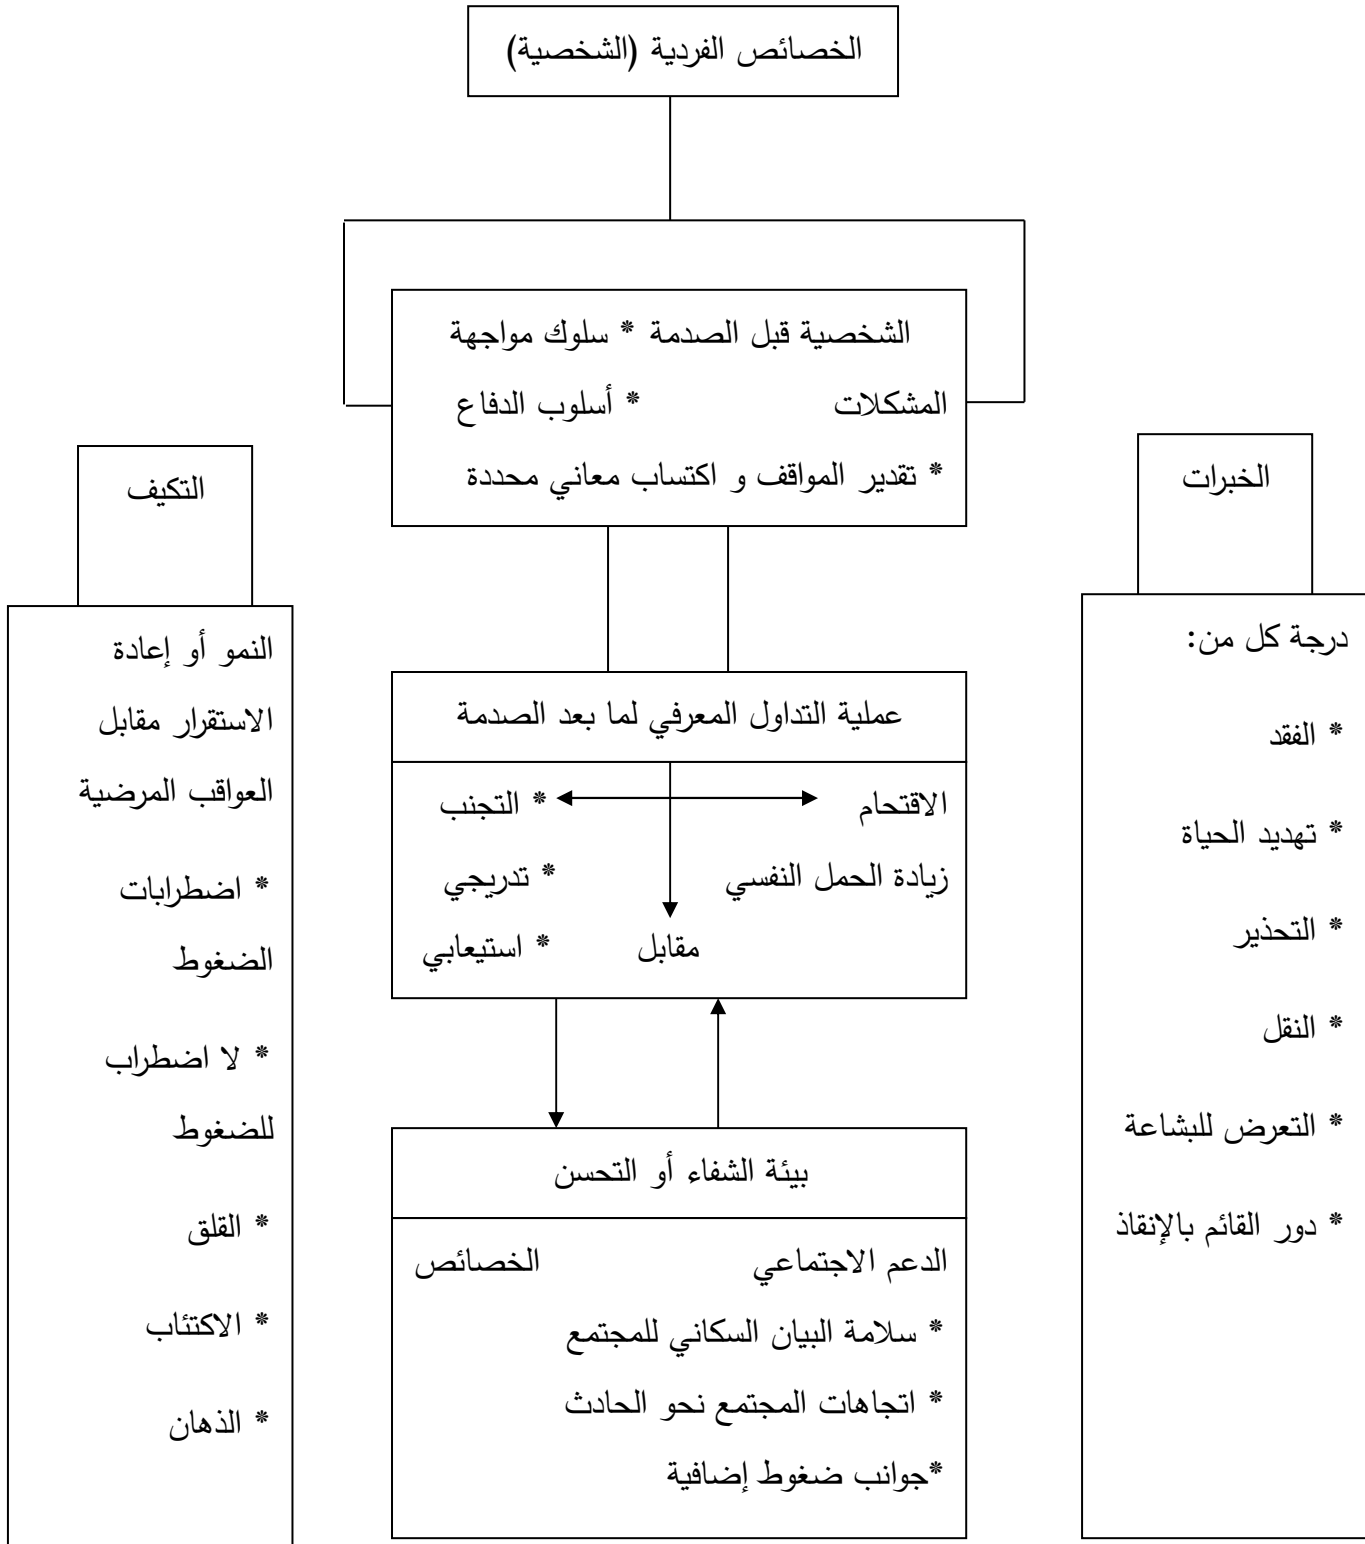 الخصائص الفردية (الشخصية)
الشخصية قبل الصدمة * سلوك مواجهة
المشكلات * أسلوب الدفاع
* تقدير المواقف و اكتساب معاني محددة
الخبرات
درجة كل من:
* الفقد
* تهديد الحياة
* التحذير
* النقل
* التعرض للبشاعة
* دور القائم بالإنقاذ
عملية التداول المعرفي لما بعد الصدمة
الاقتحام * التجنب
زيادة الحمل النفسي * تدريجي
مقابل * استيعابي
بيئة الشفاء أو التحسن
الدعم الاجتماعي الخصائص
* سلامة البيان السكاني للمجتمع
* اتجاهات المجتمع نحو الحادث
*جوانب ضغوط إضافية
التكيف
النمو أو إعادة
الاستقرار مقابل
العواقب المرضية
* اضطرابات
الضغوط
* لا اضطراب
للضغوط
* القلق
* الاكتئاب
* الذهان